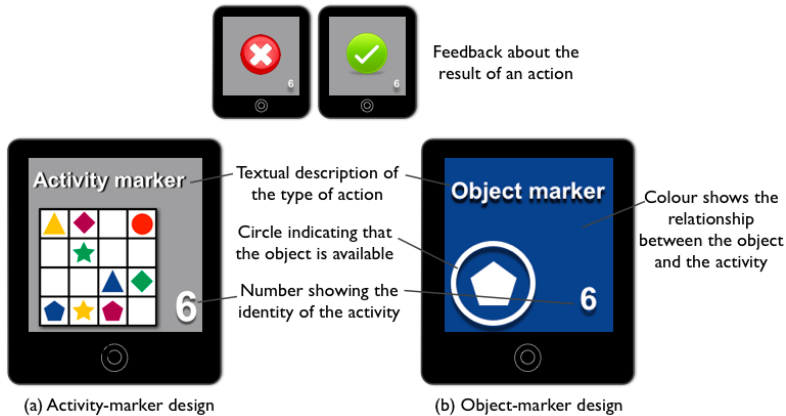 6
6
Feedback about the
result of an action
Activity marker
6
Textual description of
the type of action
Circle indicating that
the object is available
Number showing the
identity of the activity
Object marker
6
Colour shows the
relationship
between the object
and the activity
(a) Activity-marker design
(b) Object-marker design